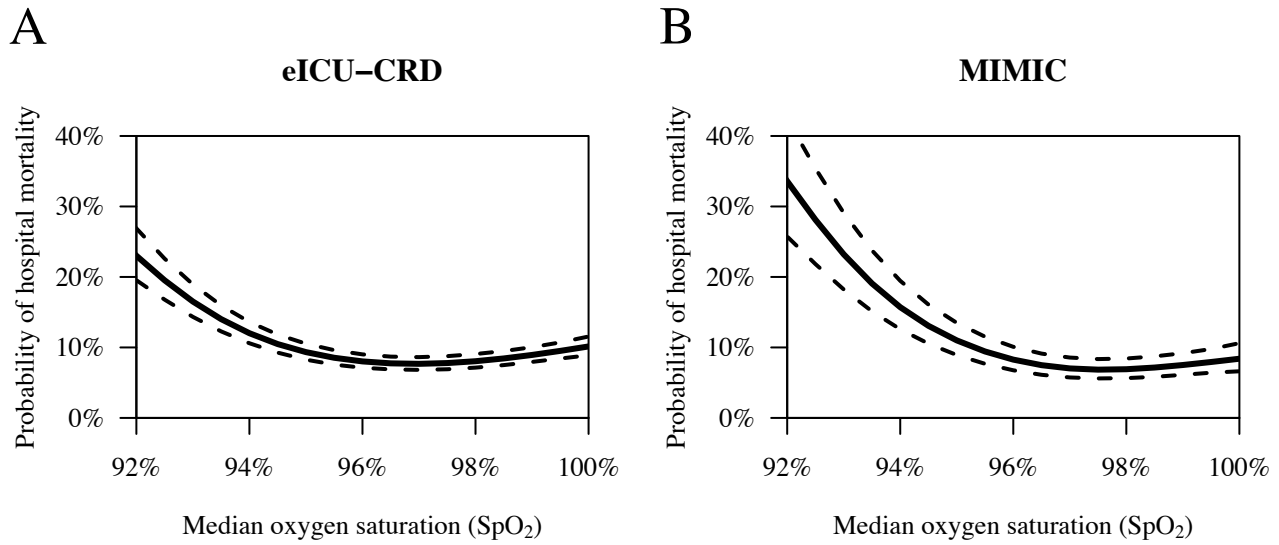 A
eICU−CRD
Probability of hospital mortality
40%
30%
20%
10%
0%
92%
94%
96%
98%
100%
Median oxygen saturation (SpO₂)
B
MIMIC
Probability of hospital mortality
40%
30%
20%
10%
0%
92%
94%
96%
98%
100%
Median oxygen saturation (SpO₂)